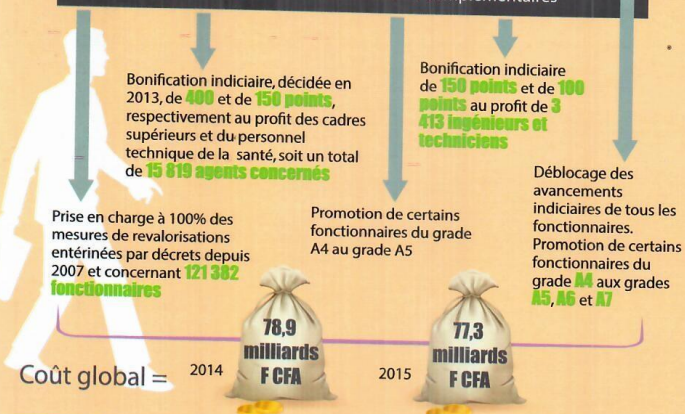 Bonification indiciaire, décidée en
2013, de 400 et de 150 points,
respectivement au profit des cadres
supérieurs et du personnel
technique de la santé, soit un total
de 15 819 agents concernés
Bonification indiciaire
de 150 points et de 100
points au profit de 3
413 ingénieurs et
techniciens
Prise en charge à 100% des
mesures de revalorisations
entérinées par décrets depuis
2007 et concernant 121 382
fonctionnaires
Promotion de certains
fonctionnaires du grade
A4 au grade A5
Déblocage des
avancements
indiciaires de tous les
fonctionnaires.
Promotion de certains
fonctionnaires du
grade A4 aux grades
A5, A6 et A7
Coût global =
2014
78,9
milliards
F CFA
2015
77,3
milliards
F CFA